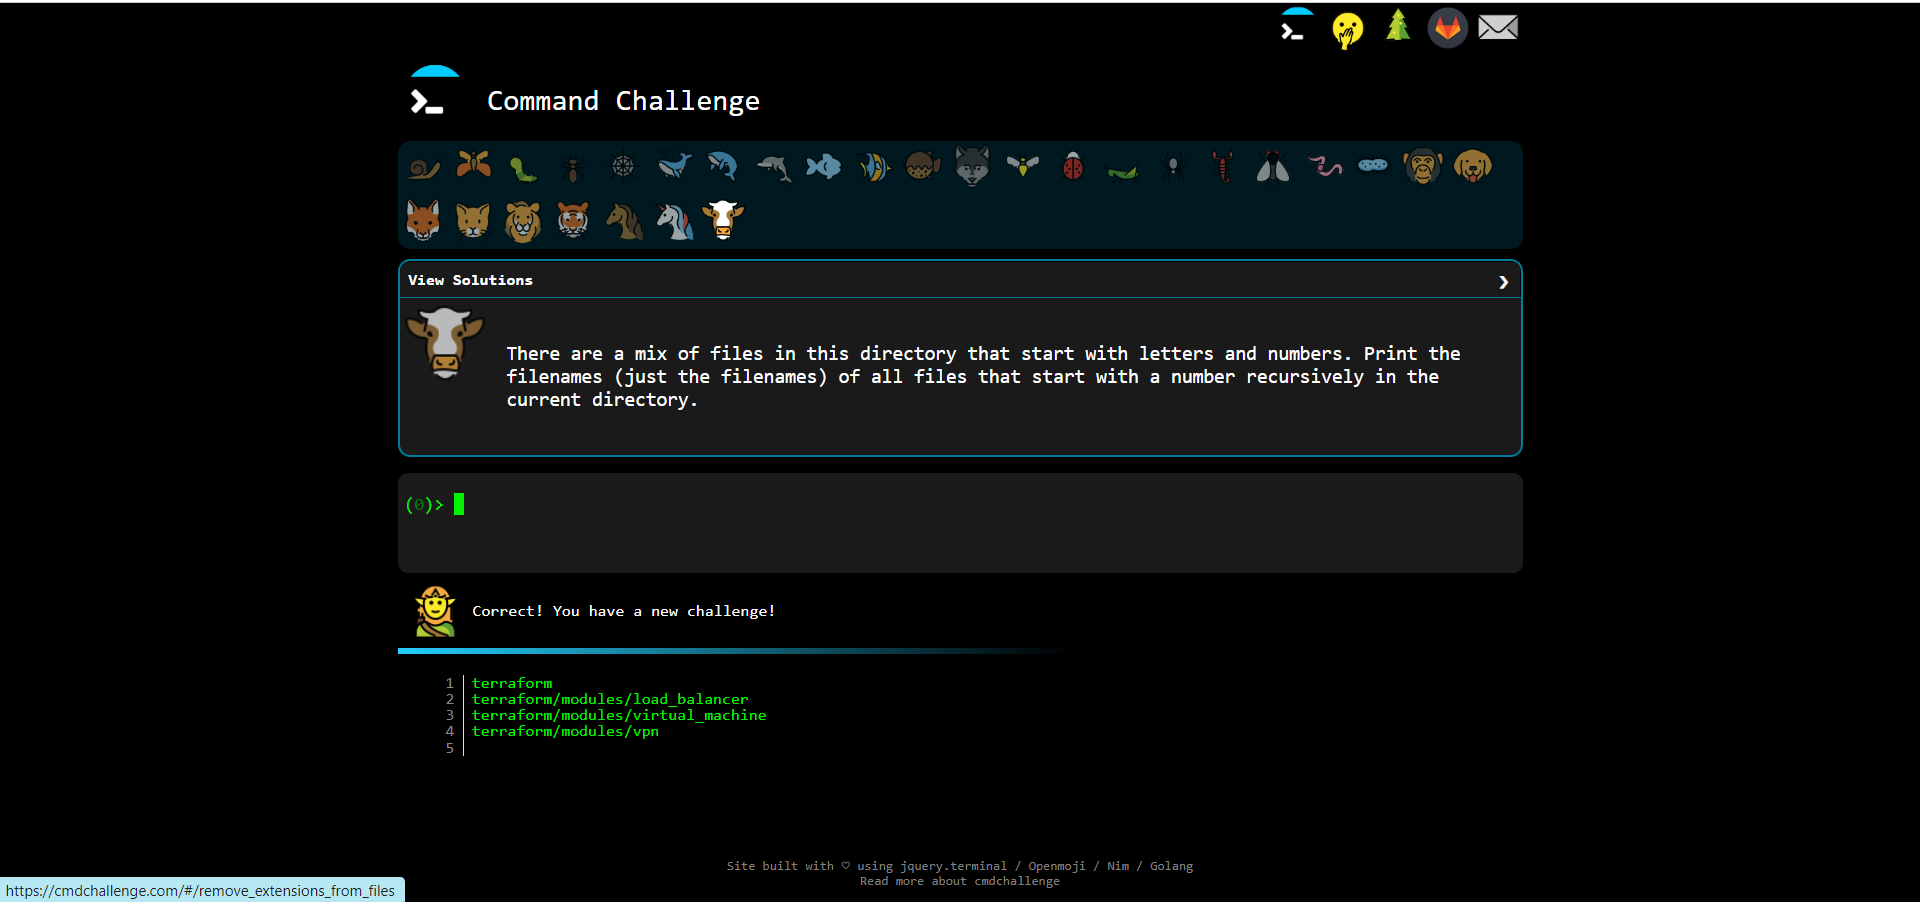 Command Challenge
View Solutions ❯
There are a mix of files in this directory that start with letters and numbers. Print the
filenames (just the filenames) of all files that start with a number recursively in the
current directory.
(0)>
Correct! You have a new challenge!
1 terraform
2 terraform/modules/load_balancer
3 terraform/modules/virtual_machine
4 terraform/modules/vpn
5
Site built with ♡ using jquery.terminal / Openmoji / Nim / Golang
Read more about cmdchallenge
https://cmdchallenge.com/#/remove_extensions_from_files